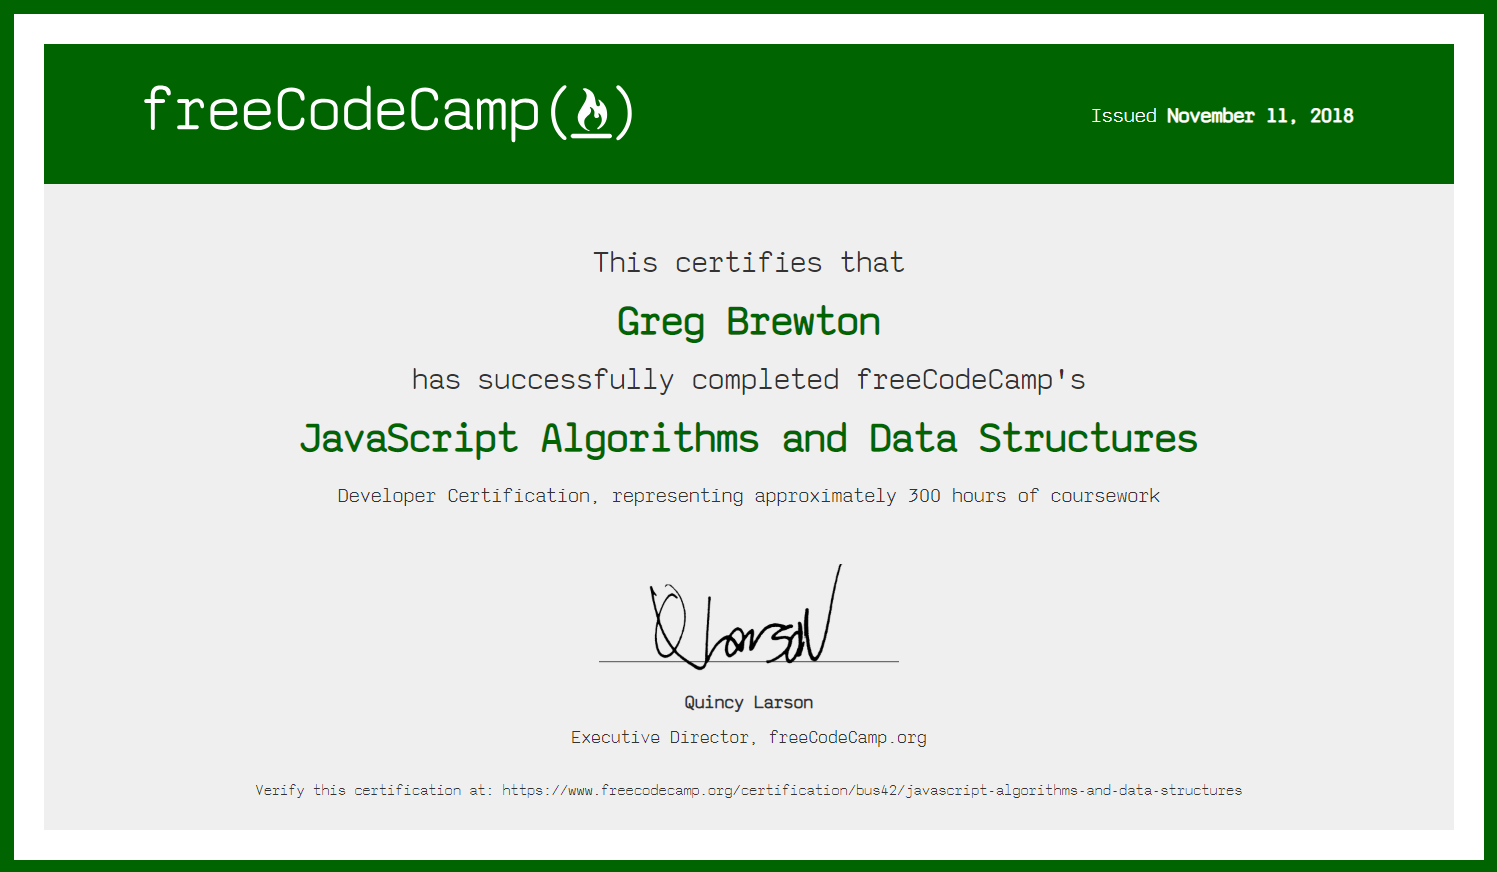 freeCodeCamp(🔥)
Issued November 11, 2018
This certifies that
Greg Brewton
has successfully completed freeCodeCamp's
JavaScript Algorithms and Data Structures
Developer Certification, representing approximately 300 hours of coursework
Q Larson
Quincy Larson
Executive Director, freeCodeCamp.org
Verify this certification at: https://www.freecodecamp.org/certification/bus42/javascript-algorithms-and-data-structures